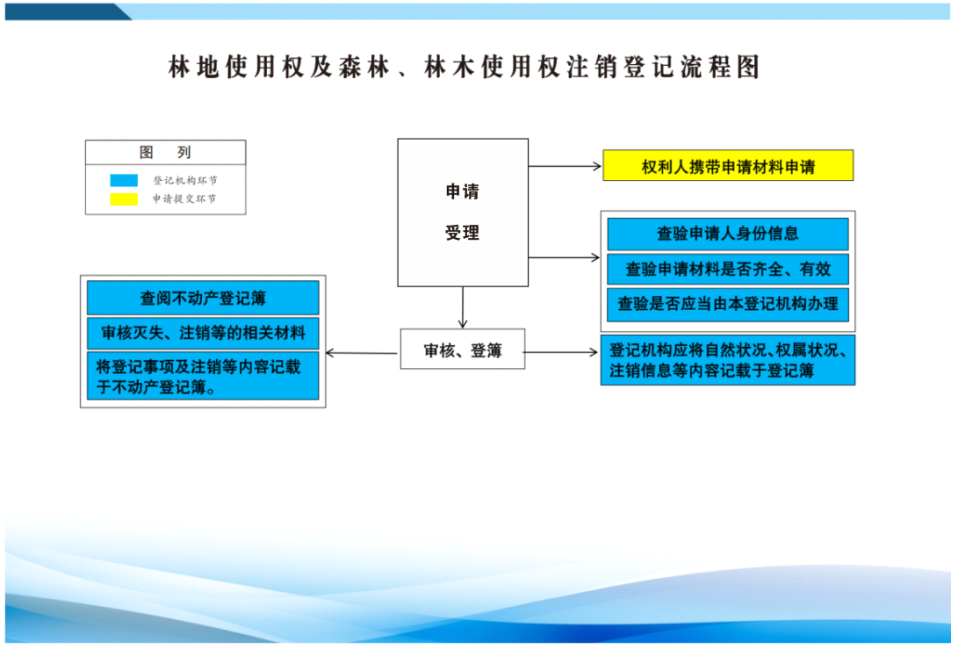 林地使用权及森林、林木使用权注销登记流程图
图 列
登记机构环节
申请提交环节
申请
受理
权利人携带申请材料申请
查验申请人身份信息
查验申请材料是否齐全、有效
查验是否应当由本登记机构办理
审核、登簿
登记机构应将自然状况、权属状况、
注销信息等内容记载于登记簿
查阅不动产登记簿
审核灭失、注销等的相关材料
将登记事项及注销等内容记载
于不动产登记簿。